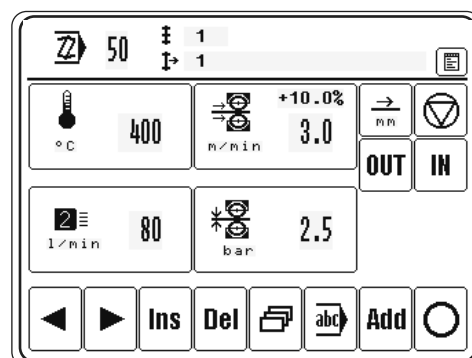 50
1
1
°C
400
+10.0%
m/min
3.0
mm
OUT
IN
2
l/min
80
bar
2.5
Ins
Del
abc
Add